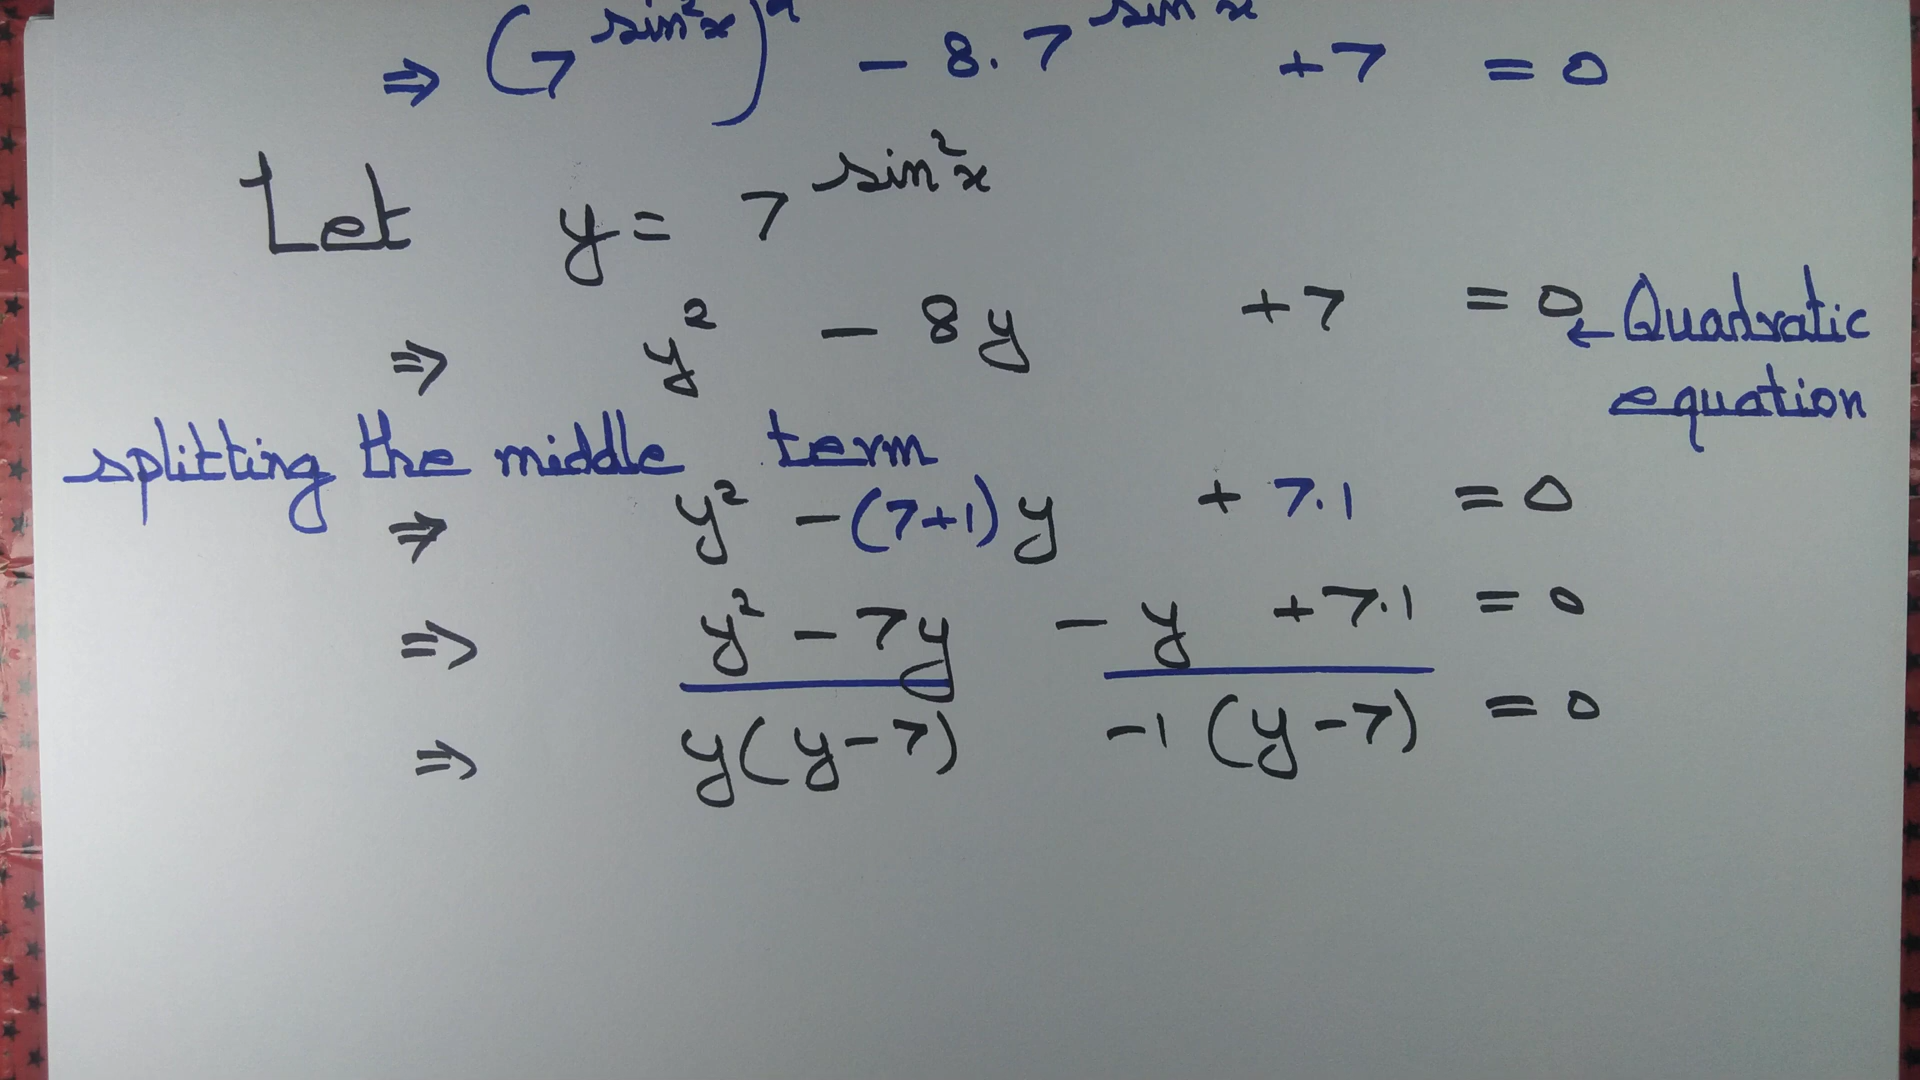 ⇒ (7^sin²x)² - 8.7^sin²x +7 = 0
Let y = 7^sin²x
⇒ y² - 8y +7 = 0 ← Quadratic
equation
splitting the middle term
⇒ y² -(7+1)y + 7.1 = 0
⇒ y² - 7y - y +7.1 = 0
⇒ y(y-7) -1(y-7) = 0